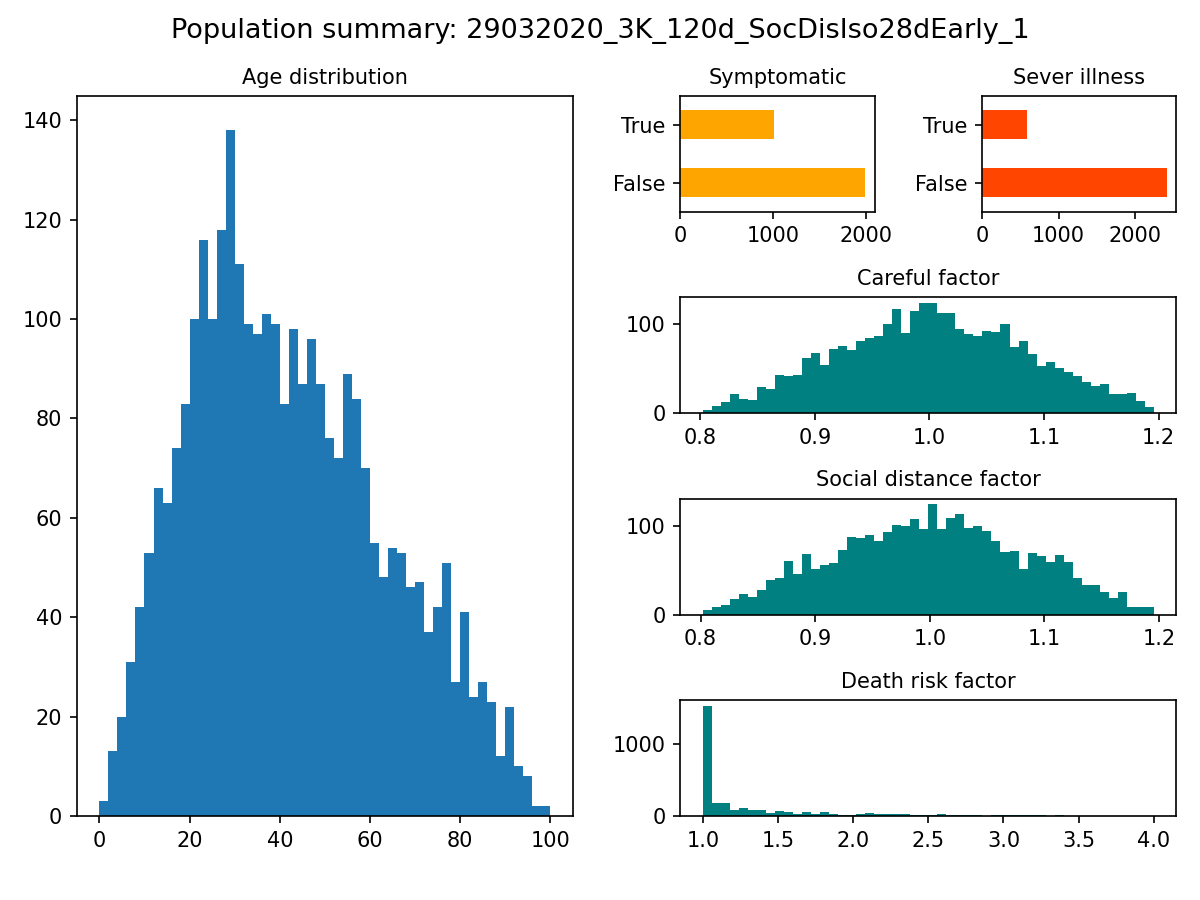 Population summary: 29032020_3K_120d_SocDisIso28dEarly_1
Age distribution
140
120
100
80
60
40
20
0
0 20 40 60 80 100
Symptomatic
True
False
0 1000 2000
Sever illness
True
False
0 1000 2000
Careful factor
100
0
0.8 0.9 1.0 1.1 1.2
Social distance factor
100
0
0.8 0.9 1.0 1.1 1.2
Death risk factor
1000
0
1.0 1.5 2.0 2.5 3.0 3.5 4.0